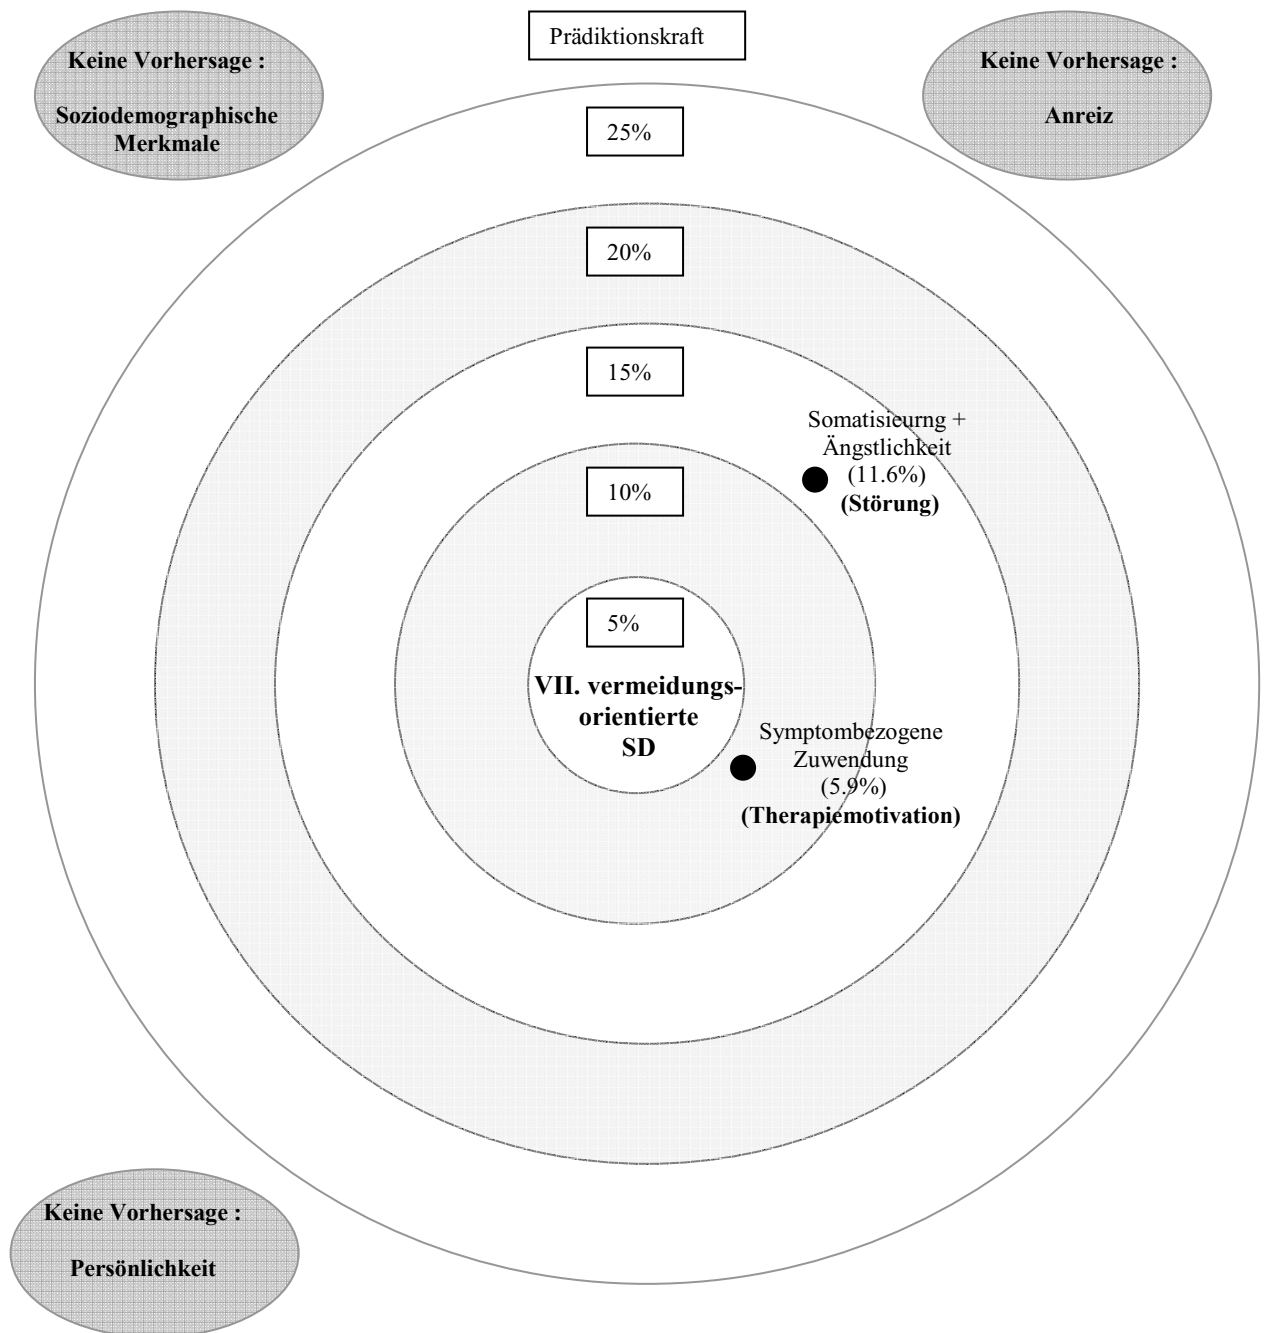 Prädiktionskraft
Keine Vorhersage :
Soziodemographische
Merkmale
Keine Vorhersage :
Anreiz
25%
20%
15%
Somatisieurng +
Ängstlichkeit
(11.6%)
(Störung)
10%
5%
VII. vermeidungs-
orientierte
SD
Symptombezogene
Zuwendung
(5.9%)
(Therapiemotivation)
Keine Vorhersage :
Persönlichkeit